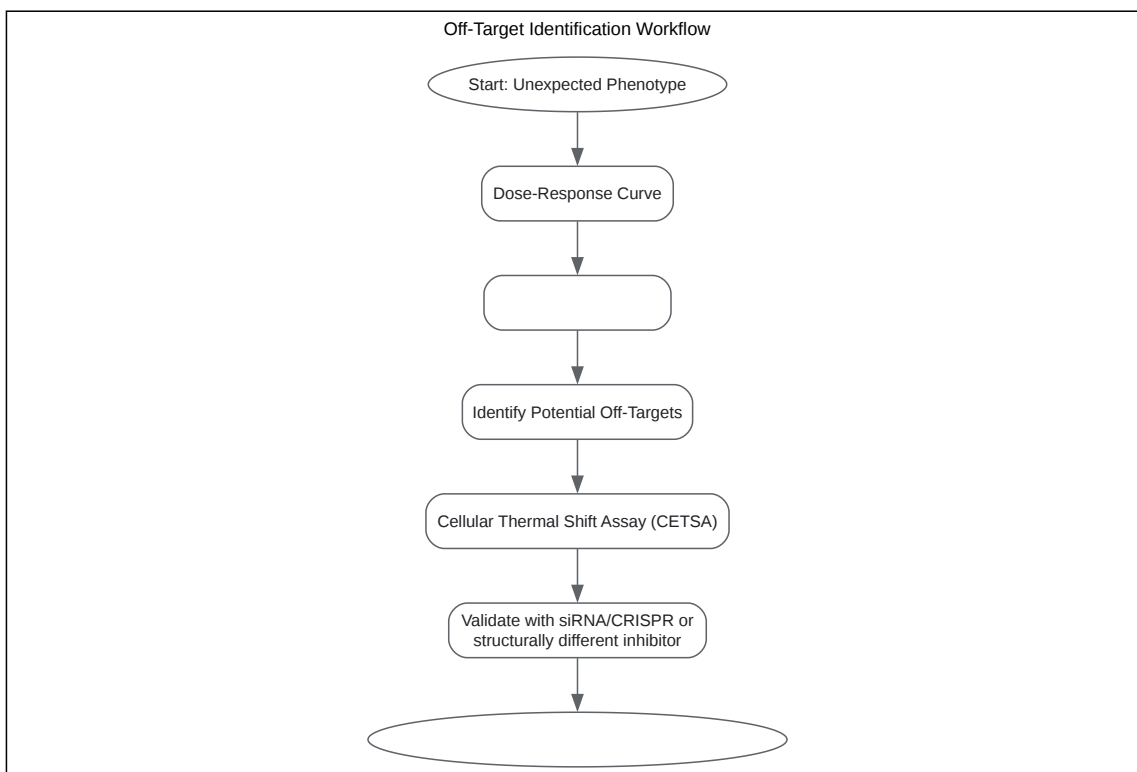 Off-Target Identification Workflow
Start: Unexpected Phenotype
Dose-Response Curve
Identify Potential Off-Targets
Cellular Thermal Shift Assay (CETSA)
Validate with siRNA/CRISPR or
structurally different inhibitor